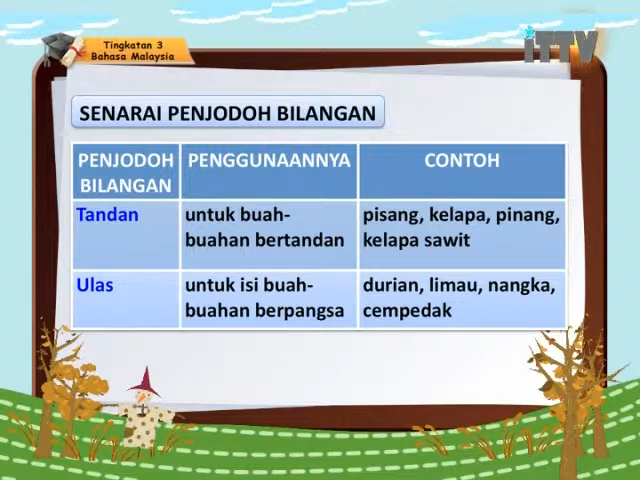 Tingkatan 3
Bahasa Malaysia
iTTV
SENARAI PENJODOH BILANGAN
PENJODOH BILANGAN
PENGGUNAANNYA
CONTOH
Tandan
untuk buah-
buahan bertandan
pisang, kelapa, pinang,
kelapa sawit
Ulas
untuk isi buah-
buahan berpangsa
durian, limau, nangka,
cempedak